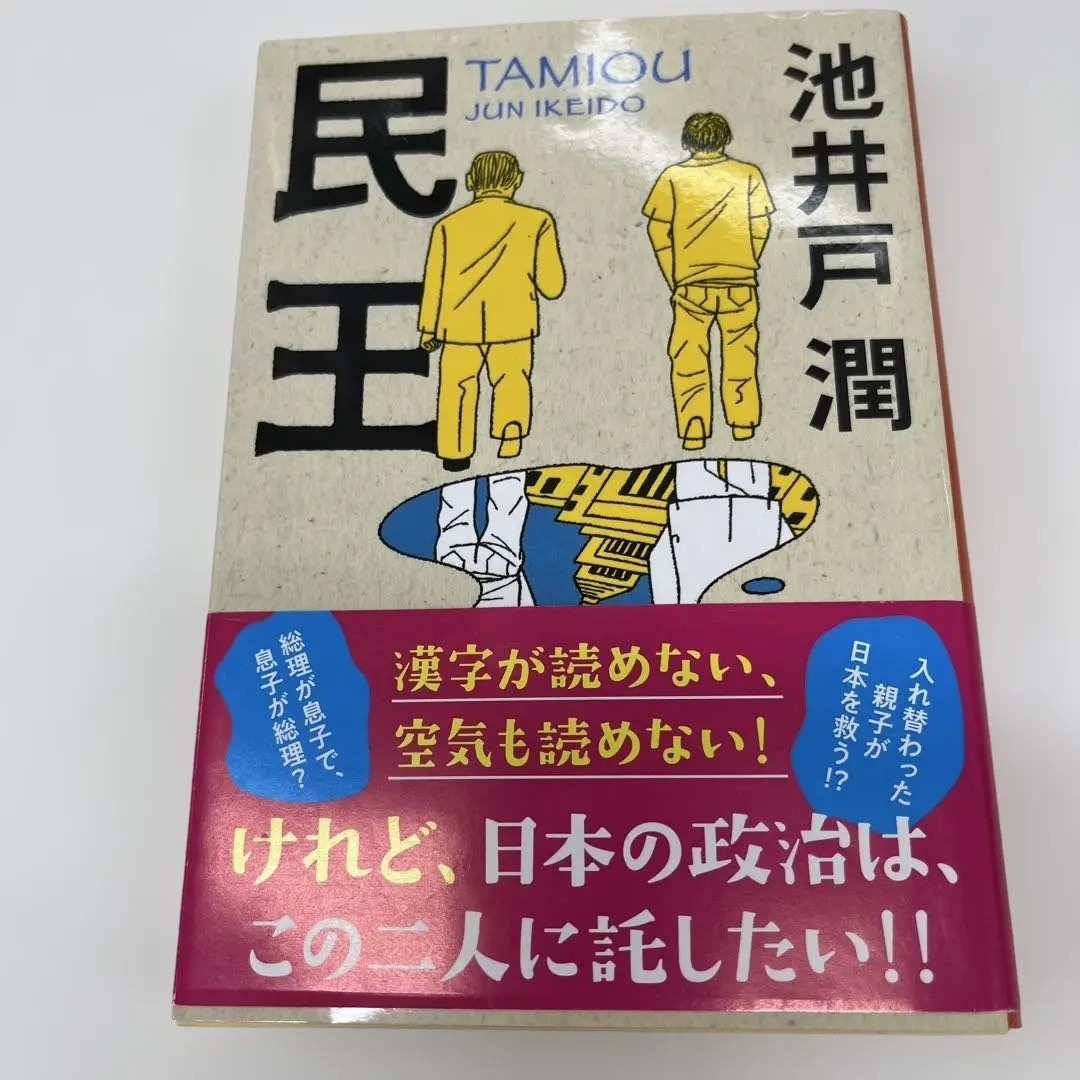 民王
TAMIOU
JUN IKEIDO
池井戸 潤
総理が息子で、
息子が総理？
漢字が読めない、
空気も読めない！
入れ替わった
親子が
日本を救う!?
けれど、日本の政治は、
この二人に託したい!!